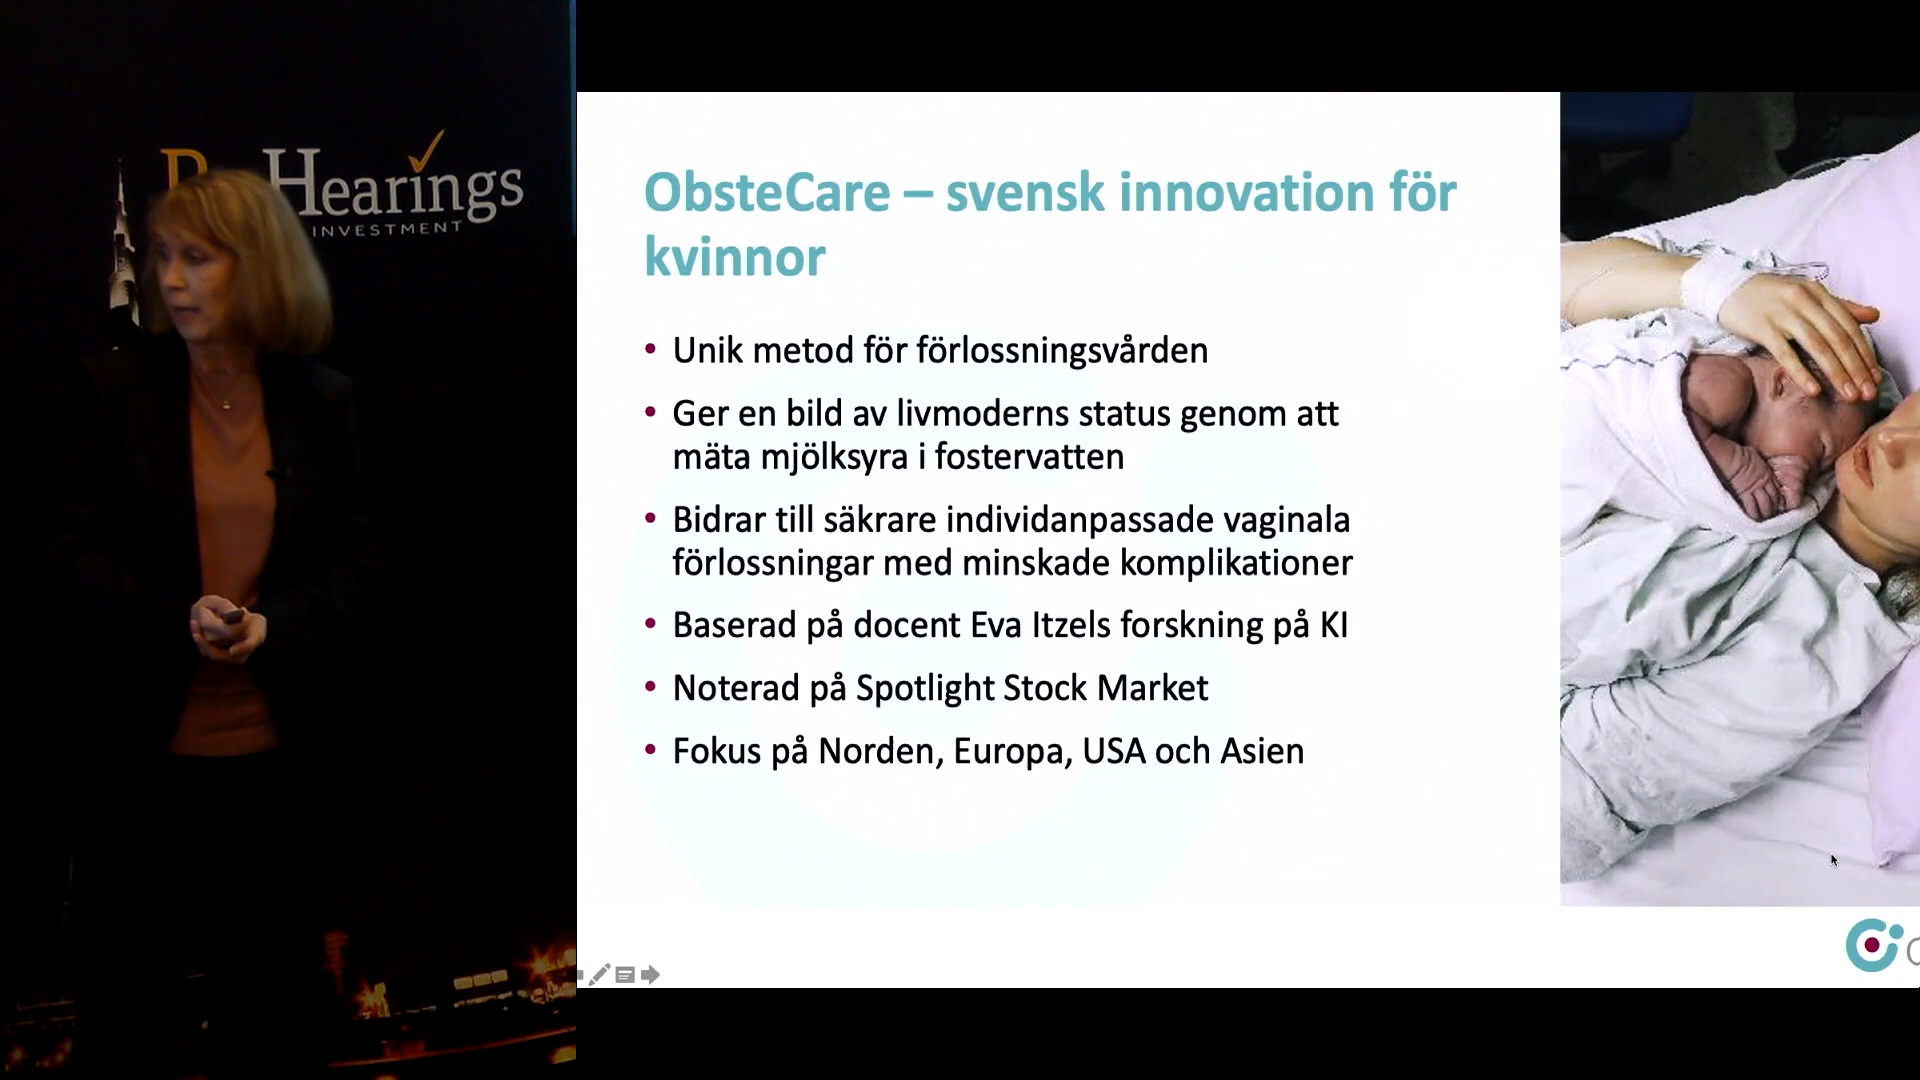 Hearings
INVESTMENT
ObsteCare – svensk innovation för
kvinnor
• Unik metod för förlossningsvården
• Ger en bild av livmoderns status genom att
mäta mjölksyra i fostervatten
• Bidrar till säkrare individanpassade vaginala
förlossningar med minskade komplikationer
• Baserad på docent Eva Itzels forskning på KI
• Noterad på Spotlight Stock Market
• Fokus på Norden, Europa, USA och Asien